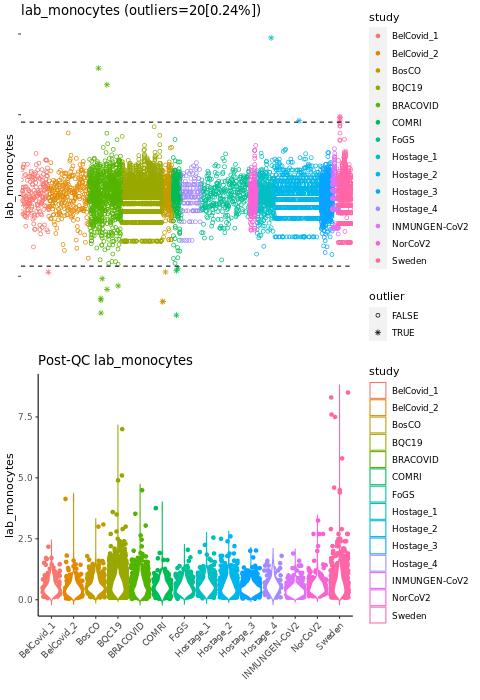 lab_monocytes (outliers=20[0.24%])
lab_monocytes
study
BelCovid_1
BelCovid_2
BosCO
BQC19
BRACOVID
COMRI
FoGS
Hostage_1
Hostage_2
Hostage_3
Hostage_4
INMUNGEN-CoV2
NorCoV2
Sweden
outlier
FALSE
TRUE
Post-QC lab_monocytes
lab_monocytes
7.5
5.0
2.5
0.0
BelCovid_1
BelCovid_2
BosCO
BQC19
BRACOVID
COMRI
FoGS
Hostage_1
Hostage_2
Hostage_3
Hostage_4
INMUNGEN-CoV2
NorCoV2
Sweden
study
BelCovid_1
BelCovid_2
BosCO
BQC19
BRACOVID
COMRI
FoGS
Hostage_1
Hostage_2
Hostage_3
Hostage_4
INMUNGEN-CoV2
NorCoV2
Sweden